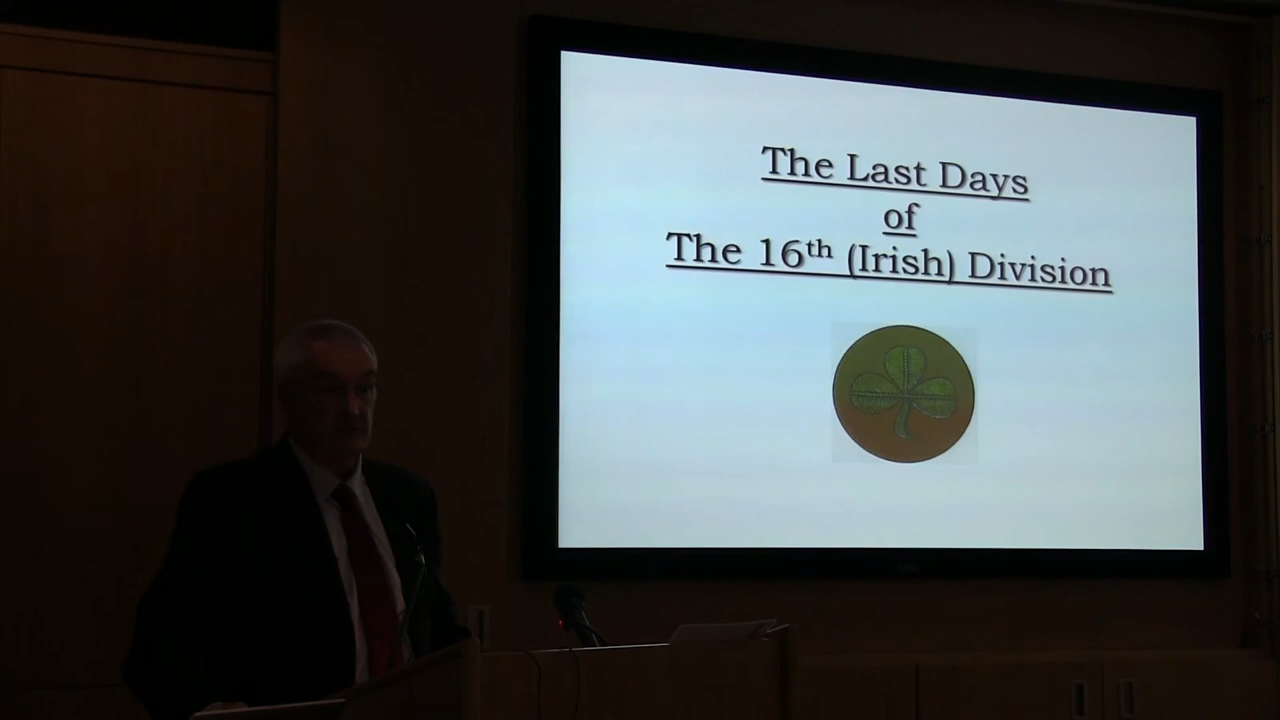 The Last Days
of
The 16th (Irish) Division